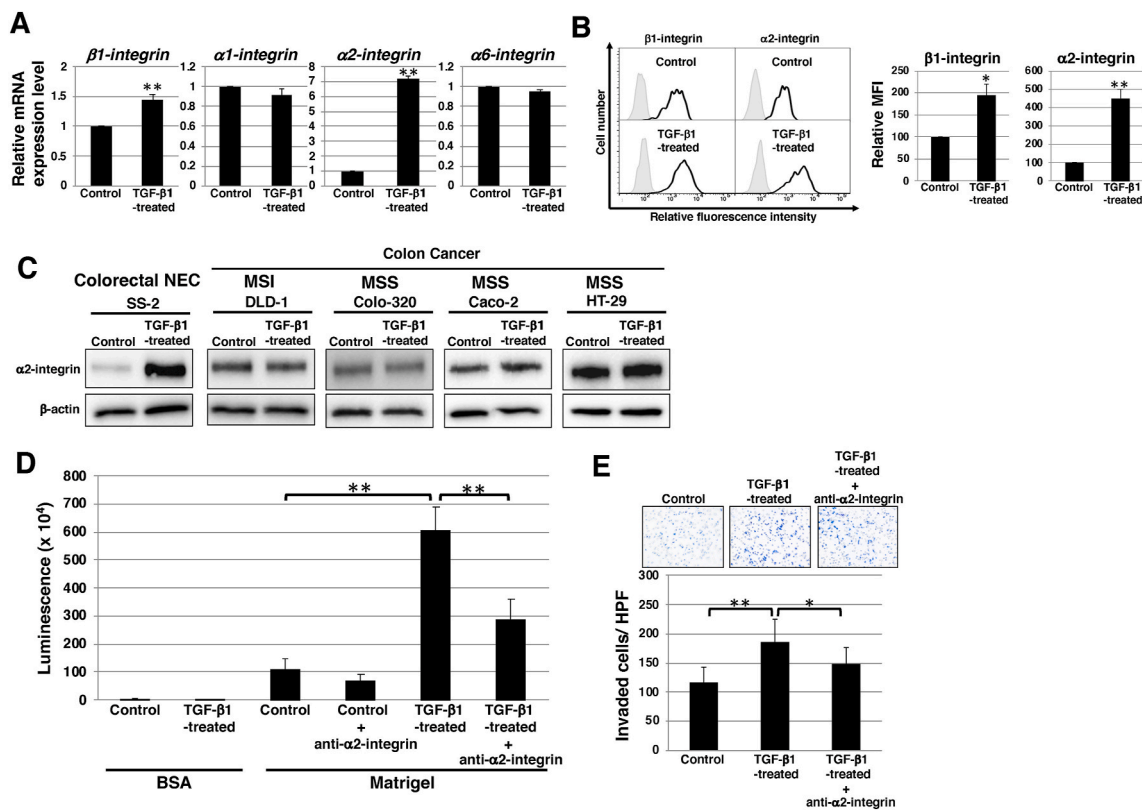 A
Relative mRNA
expression level
β1-integrin
2
1.5
1
0.5
0
**
Control
TGF-β1
-treated
α1-integrin
1.2
1
0.8
0.6
0.4
0.2
0
Control
TGF-β1
-treated
α2-integrin
8
7
6
5
4
3
2
1
0
**
Control
TGF-β1
-treated
α6-integrin
1.2
1
0.8
0.6
0.4
0.2
0
Control
TGF-β1
-treated
B
β1-integrin
α2-integrin
Control
Control
TGF-β1
-treated
TGF-β1
-treated
Cell number
Relative fluorescence intensity
β1-integrin
Relative MFI
250
200
150
100
50
0
*
Control
TGF-β1
-treated
α2-integrin
600
500
400
300
200
100
0
**
Control
TGF-β1
-treated
C
Colon Cancer
Colorectal NEC
MSI
MSS
MSS
MSS
SS-2
DLD-1
Colo-320
Caco-2
HT-29
Control
TGF-β1
-treated
Control
TGF-β1
-treated
Control
TGF-β1
-treated
Control
TGF-β1
-treated
Control
TGF-β1
-treated
α2-integrin
β-actin
D
Luminescence (x 10⁴)
800
700
600
500
400
300
200
100
0
**
**
Control
TGF-β1
-treated
Control
Control
+
anti-α2-integrin
TGF-β1
-treated
TGF-β1
-treated
+
anti-α2-integrin
BSA
Matrigel
E
Control
TGF-β1
-treated
TGF-β1
-treated
+
anti-α2-integrin
Invaded cells/ HPF
300
250
200
150
100
50
0
**
*
Control
TGF-β1
-treated
TGF-β1
-treated
+
anti-α2-integrin